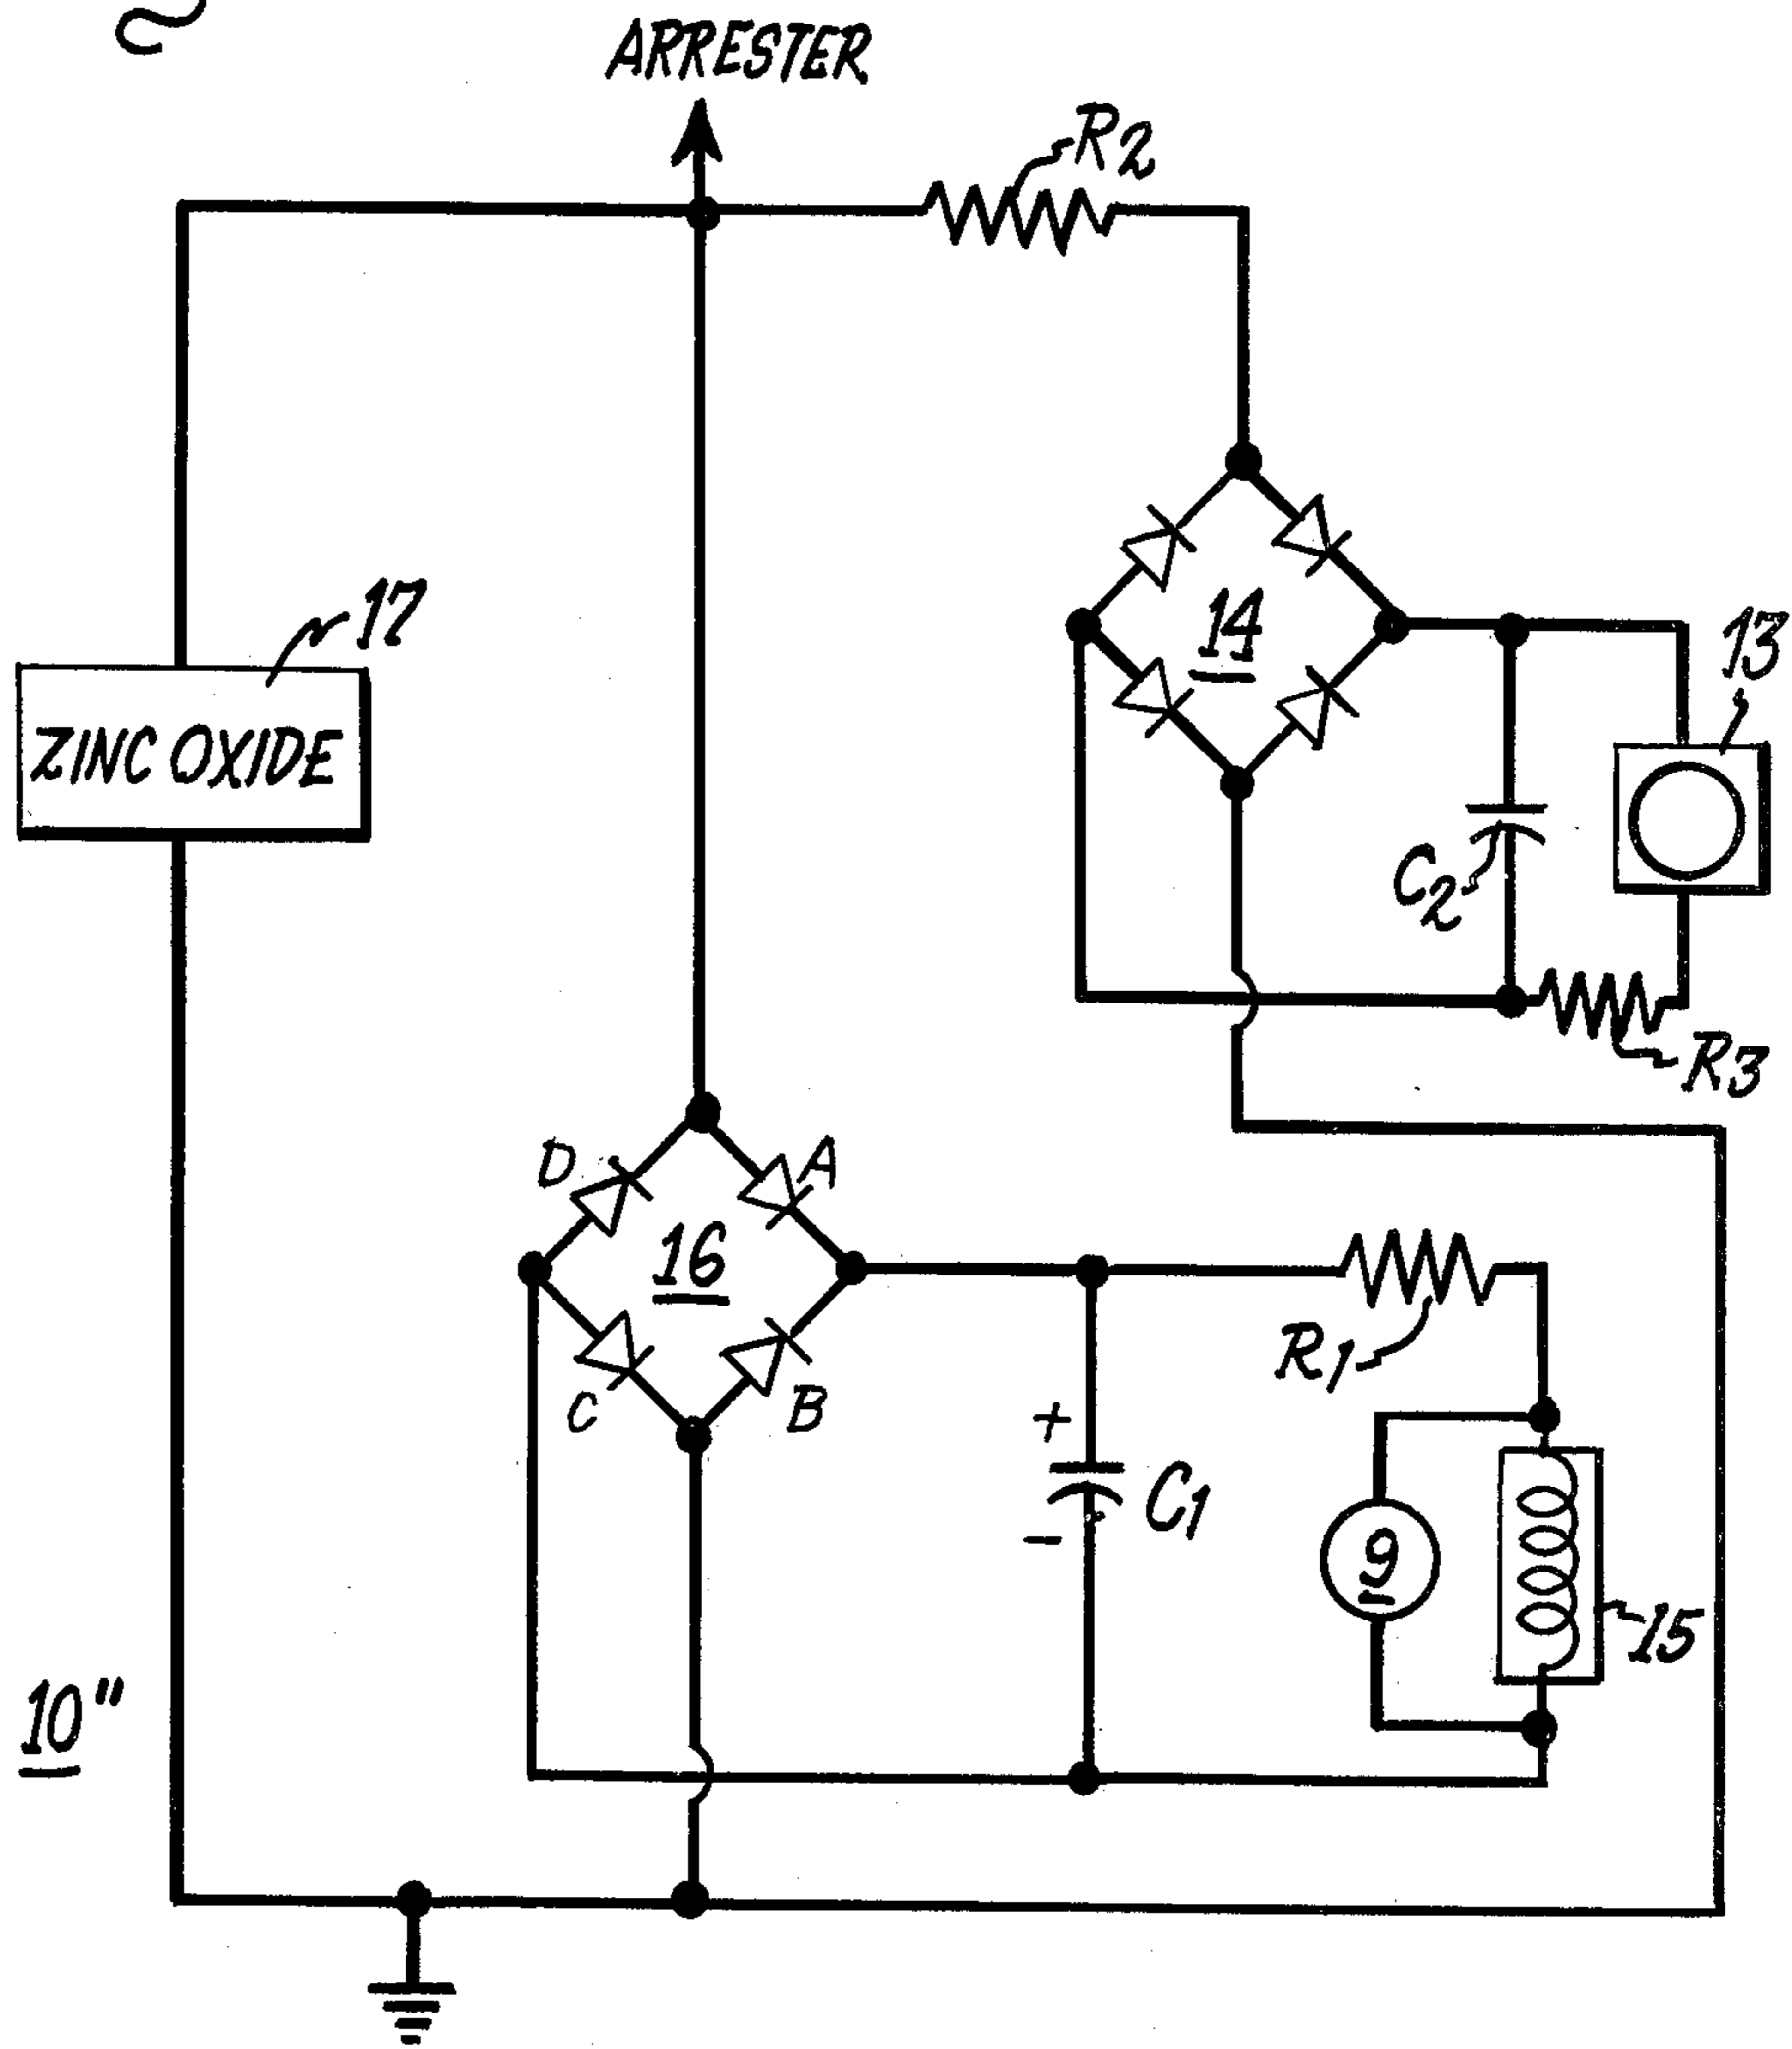 ARRESTER
R2
17
ZINC OXIDE
14
13
C2
R3
D
A
16
C
B
R1
+
C1
-
9
15
10"